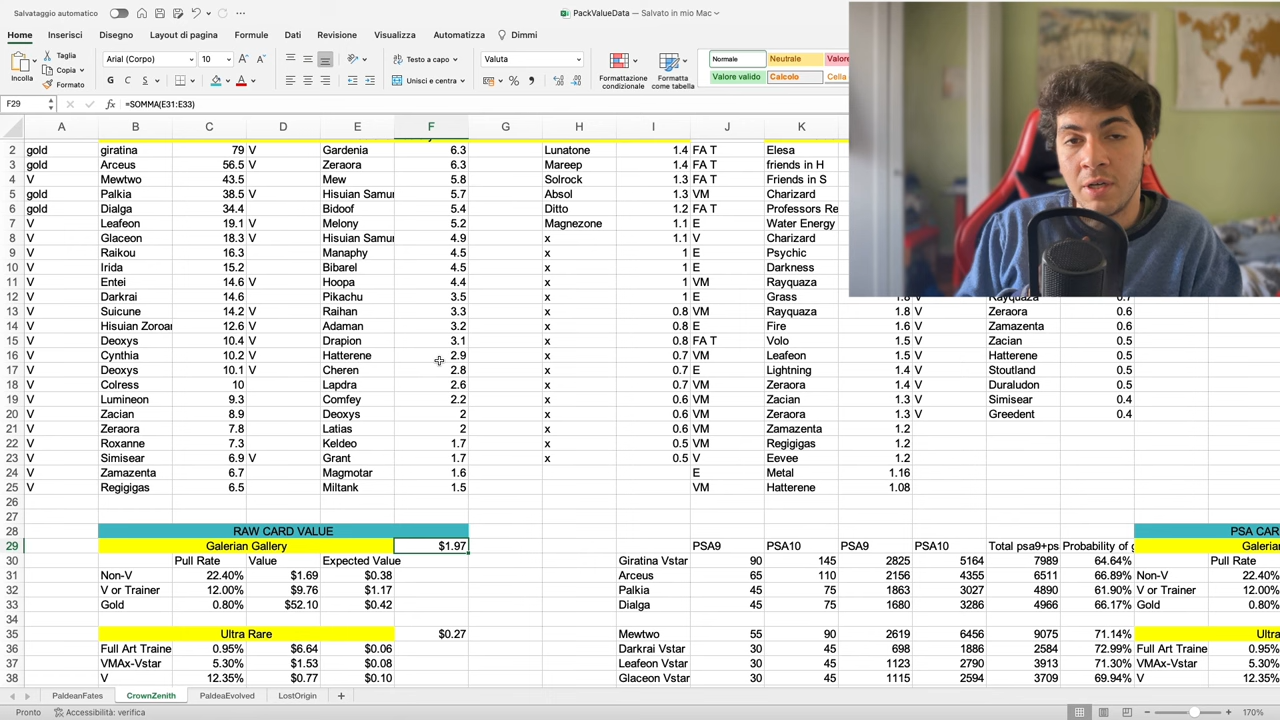 Salvataggio automatico PackValueData — Salvato in mio Mac
Home Inserisci Disegno Layout di pagina Formule Dati Revisione Visualizza Automatizza Dimmi
Incolla Taglia Copia Formato Arial (Corpo) 10 A A G C S A Testo a capo Unisci e centra Valuta % 000 Formattazione condizionale Formatta come tabella Normale Neutrale Valore valido Calcolo
F29 fx =SOMMA(E31:E33)
A B C D E F G H I J K
2 gold giratina 79 V Gardenia 6.3 Lunatone 1.4 FA T Elesa
3 gold Arceus 56.5 V Zeraora 6.3 Mareep 1.4 FA T friends in H
4 V Mewtwo 43.5 Mew 5.8 Solrock 1.3 FA T Friends in S
5 gold Palkia 38.5 V Hisuian Samur 5.7 Absol 1.3 VM Charizard
6 gold Dialga 34.4 Bidoof 5.4 Ditto 1.2 FA T Professors Re
7 V Leafeon 19.1 V Melony 5.2 Magnezone 1.1 E Water Energy
8 V Glaceon 18.3 V Hisuian Samur 4.9 x 1.1 V Charizard
9 V Raikou 16.3 Manaphy 4.5 x 1 E Psychic
10 V Irida 15.2 Bibarel 4.5 x 1 E Darkness
11 V Entei 14.6 V Hoopa 4.4 x 1 VM Rayquaza
12 V Darkrai 14.6 Pikachu 3.5 x 1 E Grass 1.8 V Rayquaza 0.7
13 V Suicune 14.2 V Raihan 3.3 x 0.8 VM Rayquaza 1.8 V Zeraora 0.6
14 V Hisuian Zoroar 12.6 V Adaman 3.2 x 0.8 E Fire 1.6 V Zamazenta 0.6
15 V Deoxys 10.4 V Drapion 3.1 x 0.8 FA T Volo 1.5 V Zacian 0.5
16 V Cynthia 10.2 V Hatterene 2.9 x 0.7 VM Leafeon 1.5 V Hatterene 0.5
17 V Deoxys 10.1 V Cheren 2.8 x 0.7 E Lightning 1.4 V Stoutland 0.5
18 V Colress 10 Lapdra 2.6 x 0.7 VM Zeraora 1.4 V Duraludon 0.5
19 V Lumineon 9.3 Comfey 2.2 x 0.6 VM Zacian 1.3 V Simisear 0.4
20 V Zacian 8.9 Deoxys 2 x 0.6 VM Zeraora 1.3 V Greedent 0.4
21 V Zeraora 7.8 Latias 2 x 0.6 VM Zamazenta 1.2
22 V Roxanne 7.3 Keldeo 1.7 x 0.5 VM Regigigas 1.2
23 V Simisear 6.9 V Grant 1.7 x 0.5 V Eevee 1.2
24 V Zamazenta 6.7 Magmotar 1.6 E Metal 1.16
25 V Regigigas 6.5 Miltank 1.5 VM Hatterene 1.08
26
27
28 RAW CARD VALUE PSA CAR
29 Galerian Gallery $1.97 PSA9 PSA10 PSA9 PSA10 Total psa9+ps Probability of g Galeria
30 Pull Rate Value Expected Value Giratina Vstar 90 145 2825 5164 7989 64.64% Pull Rate
31 Non-V 22.40% $1.69 $0.38 Arceus 65 110 2156 4355 6511 66.89% Non-V 22.40%
32 V or Trainer 12.00% $9.76 $1.17 Palkia 45 75 1863 3027 4890 61.90% V or Trainer 12.00%
33 Gold 0.80% $52.10 $0.42 Dialga 45 75 1680 3286 4966 66.17% Gold 0.80%
34
35 Ultra Rare $0.27 Mewtwo 55 90 2619 6456 9075 71.14% Ultra
36 Full Art Traine 0.95% $6.64 $0.06 Darkrai Vstar 30 45 698 1886 2584 72.99% Full Art Traine 0.95%
37 VMAx-Vstar 5.30% $1.53 $0.08 Leafeon Vstar 30 45 1123 2790 3913 71.30% VMAx-Vstar 5.30%
38 V 12.35% $0.77 $0.10 Glaceon Vstar 30 45 1115 2594 3709 69.94% V 12.35%
PaldeanFates CrownZenith PaldeaEvolved LostOrigin +
Pronto Accessibilità: verifica 170%